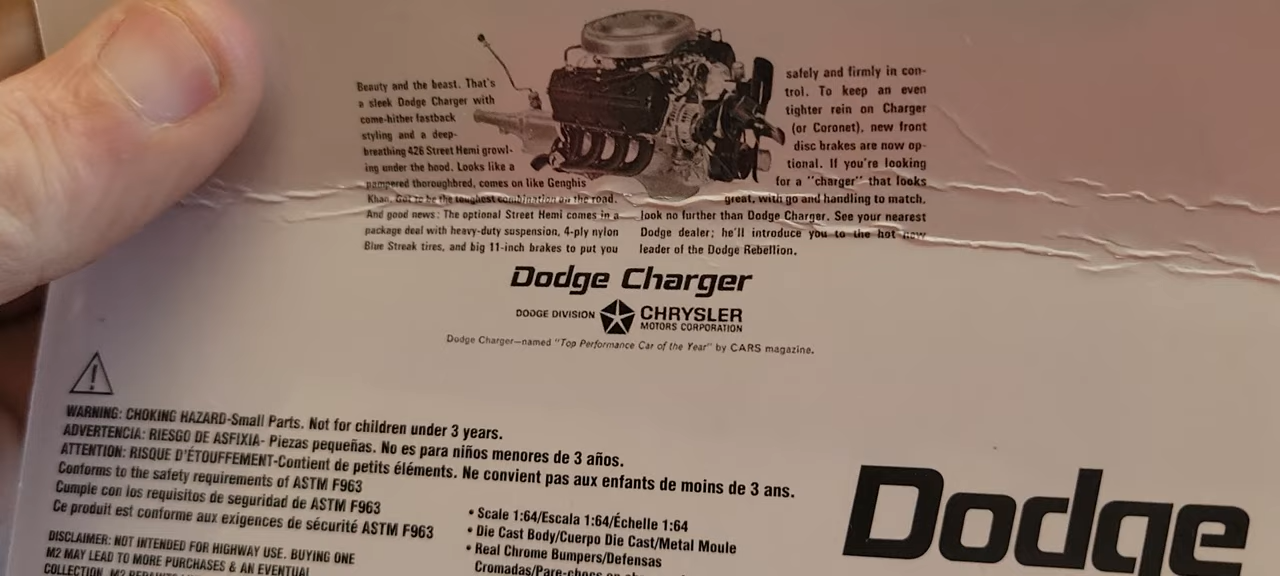 Beauty and the beast. That's
a sleek Dodge Charger with
come-hither fastback
styling and a deep-
breathing 426 Street Hemi growl-
ing under the hood. Looks like a
pampered thoroughbred, comes on like Genghis
Khan. Got to be the toughest combination on the road.
And good news: The optional Street Hemi comes in a
package deal with heavy-duty suspension, 4-ply nylon
Blue Streak tires, and big 11-inch brakes to put you
safely and firmly in con-
trol. To keep an even
tighter rein on Charger
(or Coronet), new front
disc brakes are now op-
tional. If you're looking
for a "charger" that looks
great, with go and handling to match.
look no further than Dodge Charger. See your nearest
Dodge dealer; he'll introduce you to the hot new
leader of the Dodge Rebellion.
Dodge Charger
DODGE DIVISION CHRYSLER
MOTORS CORPORATION
Dodge Charger—named "Top Performance Car of the Year" by CARS magazine.
WARNING: CHOKING HAZARD-Small Parts. Not for children under 3 years.
ADVERTENCIA: RIESGO DE ASFIXIA- Piezas pequeñas. No es para niños menores de 3 años.
ATTENTION: RISQUE D'ÉTOUFFEMENT-Contient de petits éléments. Ne convient pas aux enfants de moins de 3 ans.
Conforms to the safety requirements of ASTM F963
Cumple con los requisitos de seguridad de ASTM F963
Ce produit est conforme aux exigences de sécurité ASTM F963
DISCLAIMER: NOT INTENDED FOR HIGHWAY USE. BUYING ONE
M2 MAY LEAD TO MORE PURCHASES & AN EVENTUAL
COLLECTION. M2
• Scale 1:64/Escala 1:64/Échelle 1:64
• Die Cast Body/Cuerpo Die Cast/Metal Moule
• Real Chrome Bumpers/Defensas
Cromadas/Pare-chocs
Dodge